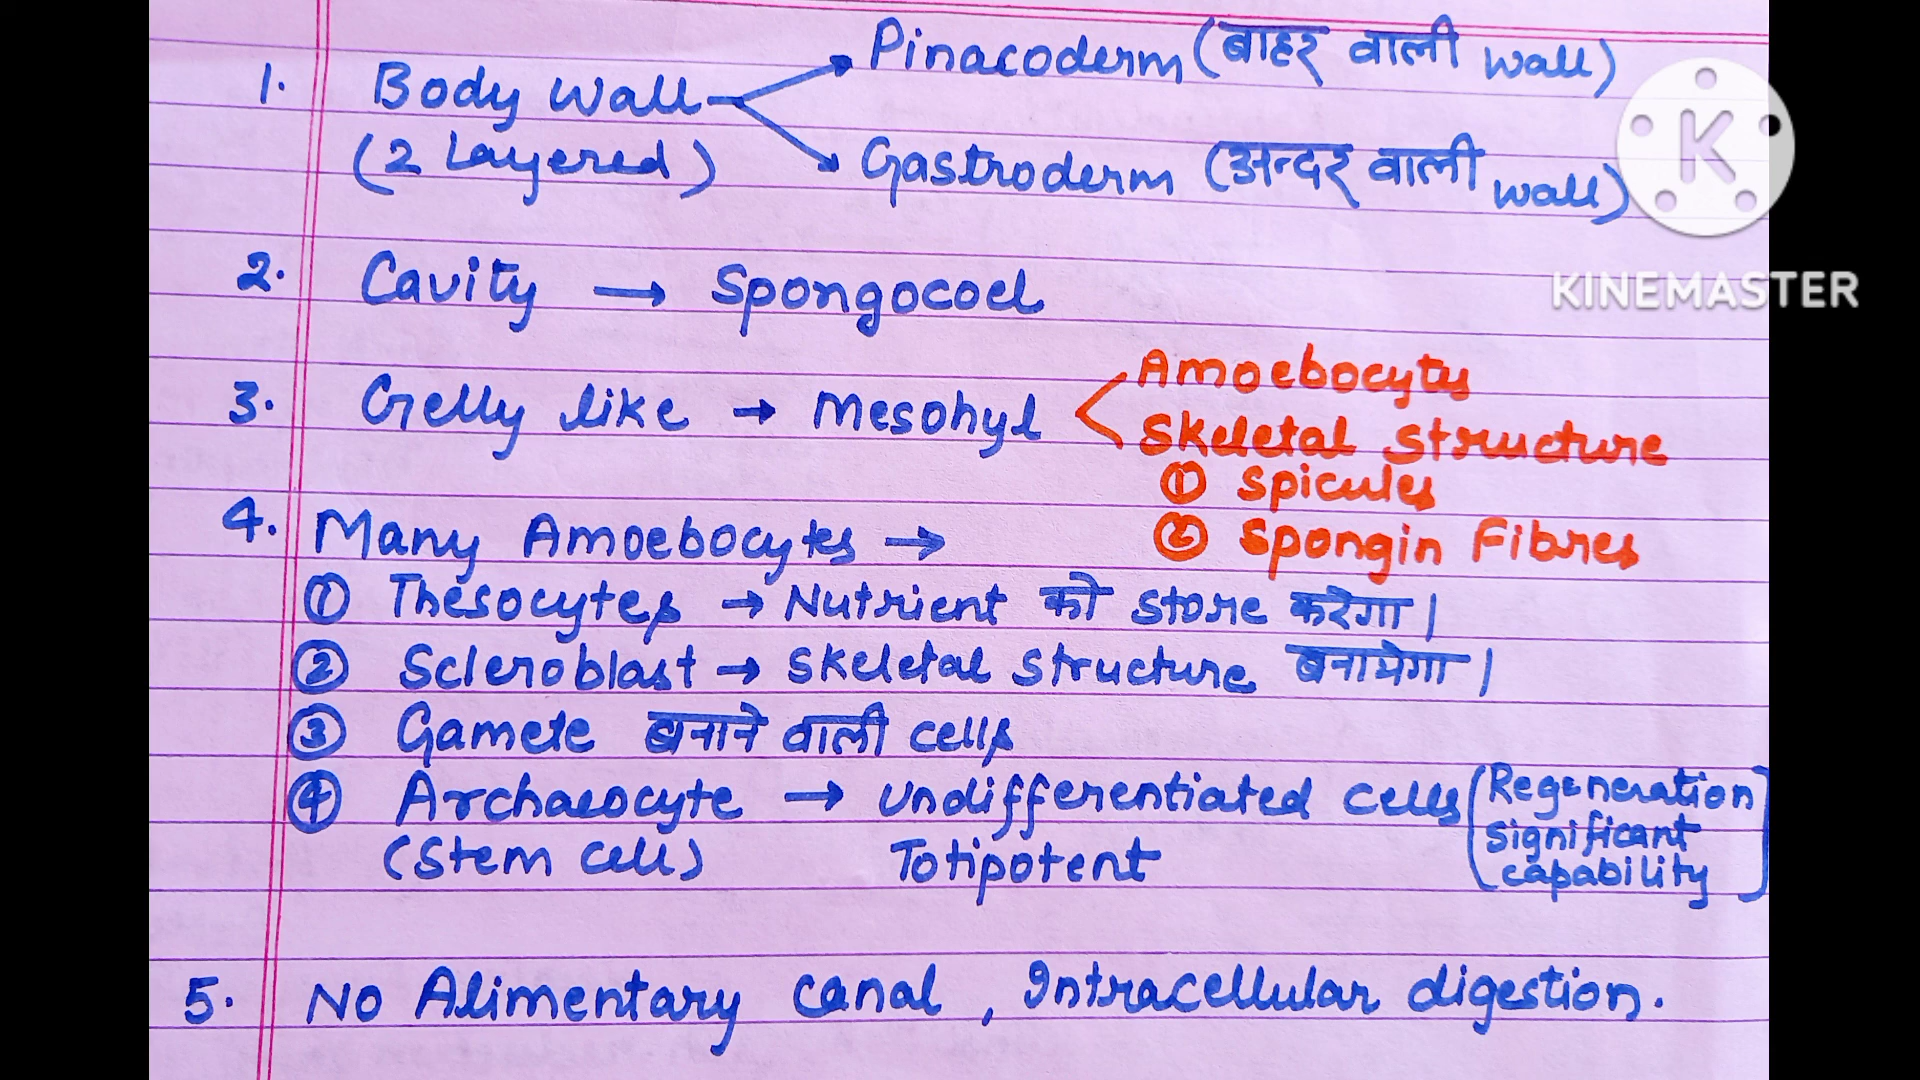 1. Body Wall → Pinacoderm (बाहर वाली wall)
(2 Layered) → Gastroderm (अन्दर वाली wall)
K
KINEMASTER
2. Cavity → Spongocoel
3. Gelly like → Mesohyl < Amoebocytes
Skeletal structure
① Spicules
② Spongin Fibres
4. Many Amoebocytes →
① Thesocytes → Nutrient को store करेगा।
② Scleroblast → Skeletal structure बनायेगा।
③ Gamete बनाने वाली cells
④ Archaeocyte → Undifferentiated cells [Regeneration
significant
capability]
(Stem cell) Totipotent
5. No Alimentary canal, Intracellular digestion.